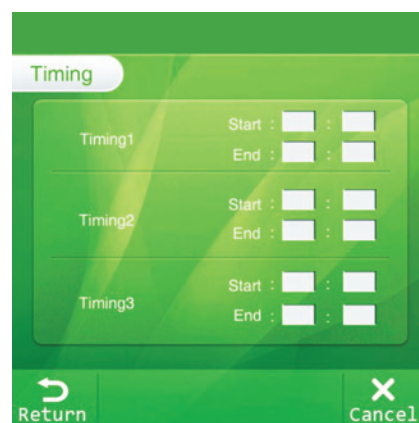 Timing
Timing1
Start : :
End : :
Timing2
Start : :
End : :
Timing3
Start : :
End : :
Return
Cancel